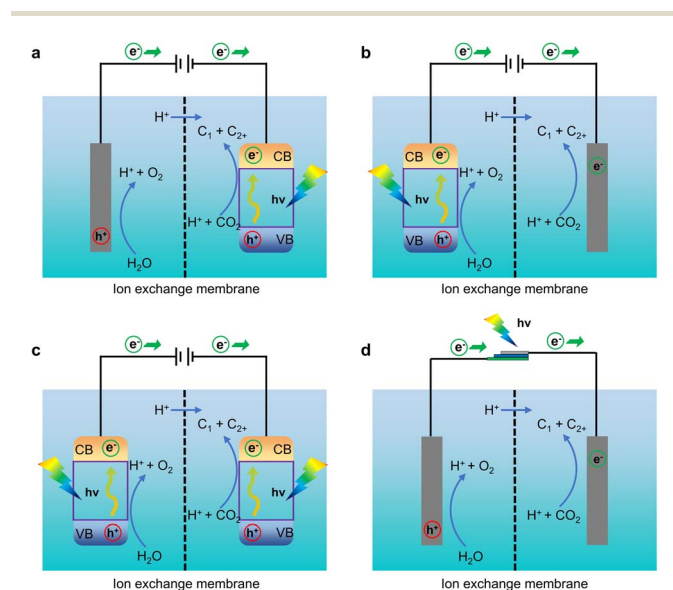 a
e⁻ e⁻
H⁺
C₁ + C₂₊
e⁻ CB
H⁺ + O₂
hv
H⁺ + CO₂
h⁺
h⁺ VB
H₂O
Ion exchange membrane
b
e⁻ e⁻
H⁺
C₁ + C₂₊
CB e⁻
e⁻
H⁺ + O₂
hv
H⁺ + CO₂
VB h⁺
H₂O
Ion exchange membrane
c
e⁻ e⁻
H⁺
C₁ + C₂₊
CB e⁻
e⁻ CB
H⁺ + O₂
hv
hv
H⁺ + CO₂
VB h⁺
h⁺ VB
H₂O
Ion exchange membrane
d
hv
e⁻ e⁻
H⁺
C₁ + C₂₊
e⁻
H⁺ + O₂
H⁺ + CO₂
h⁺
H₂O
Ion exchange membrane